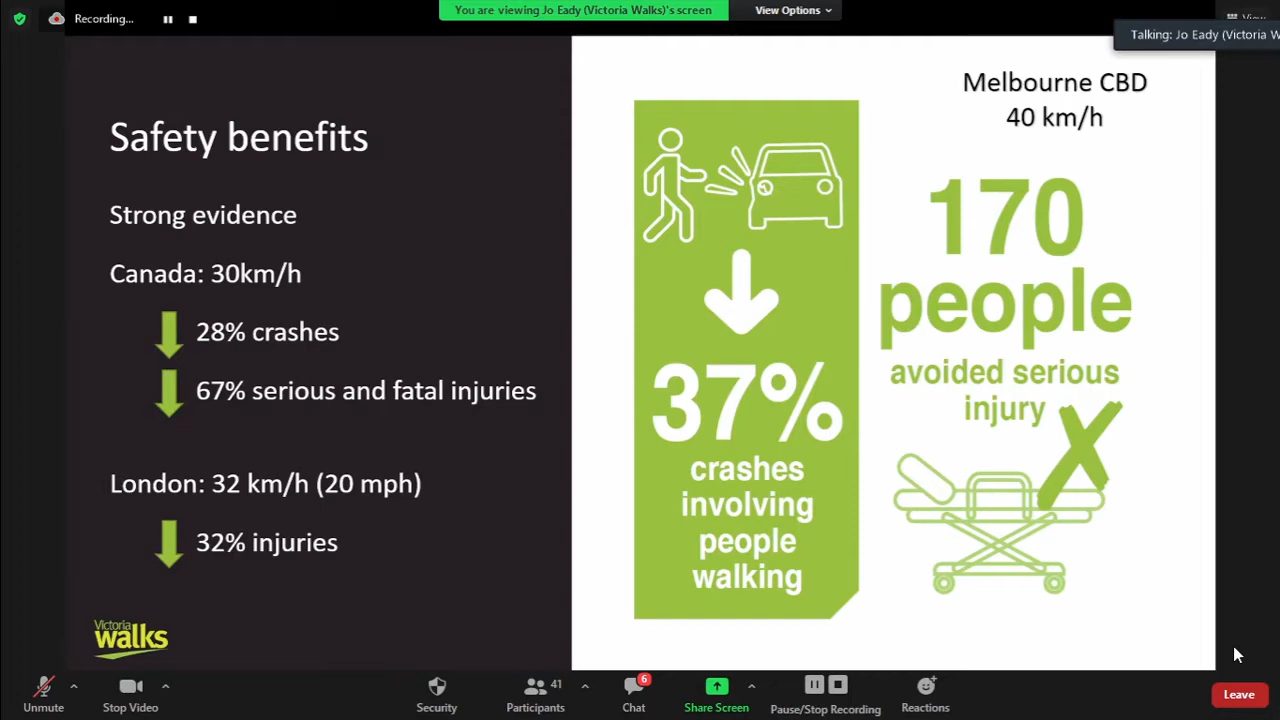 Recording...
You are viewing Jo Eady (Victoria Walks)'s screen
View Options
View
Talking: Jo Eady (Victoria W
Safety benefits
Strong evidence
Canada: 30km/h
28% crashes
67% serious and fatal injuries
London: 32 km/h (20 mph)
32% injuries
Victoria
walks
37%
crashes
involving
people
walking
Melbourne CBD
40 km/h
170
people
avoided serious
injury
Unmute
Stop Video
Security
41
Participants
6
Chat
Share Screen
Pause/Stop Recording
Reactions
Leave